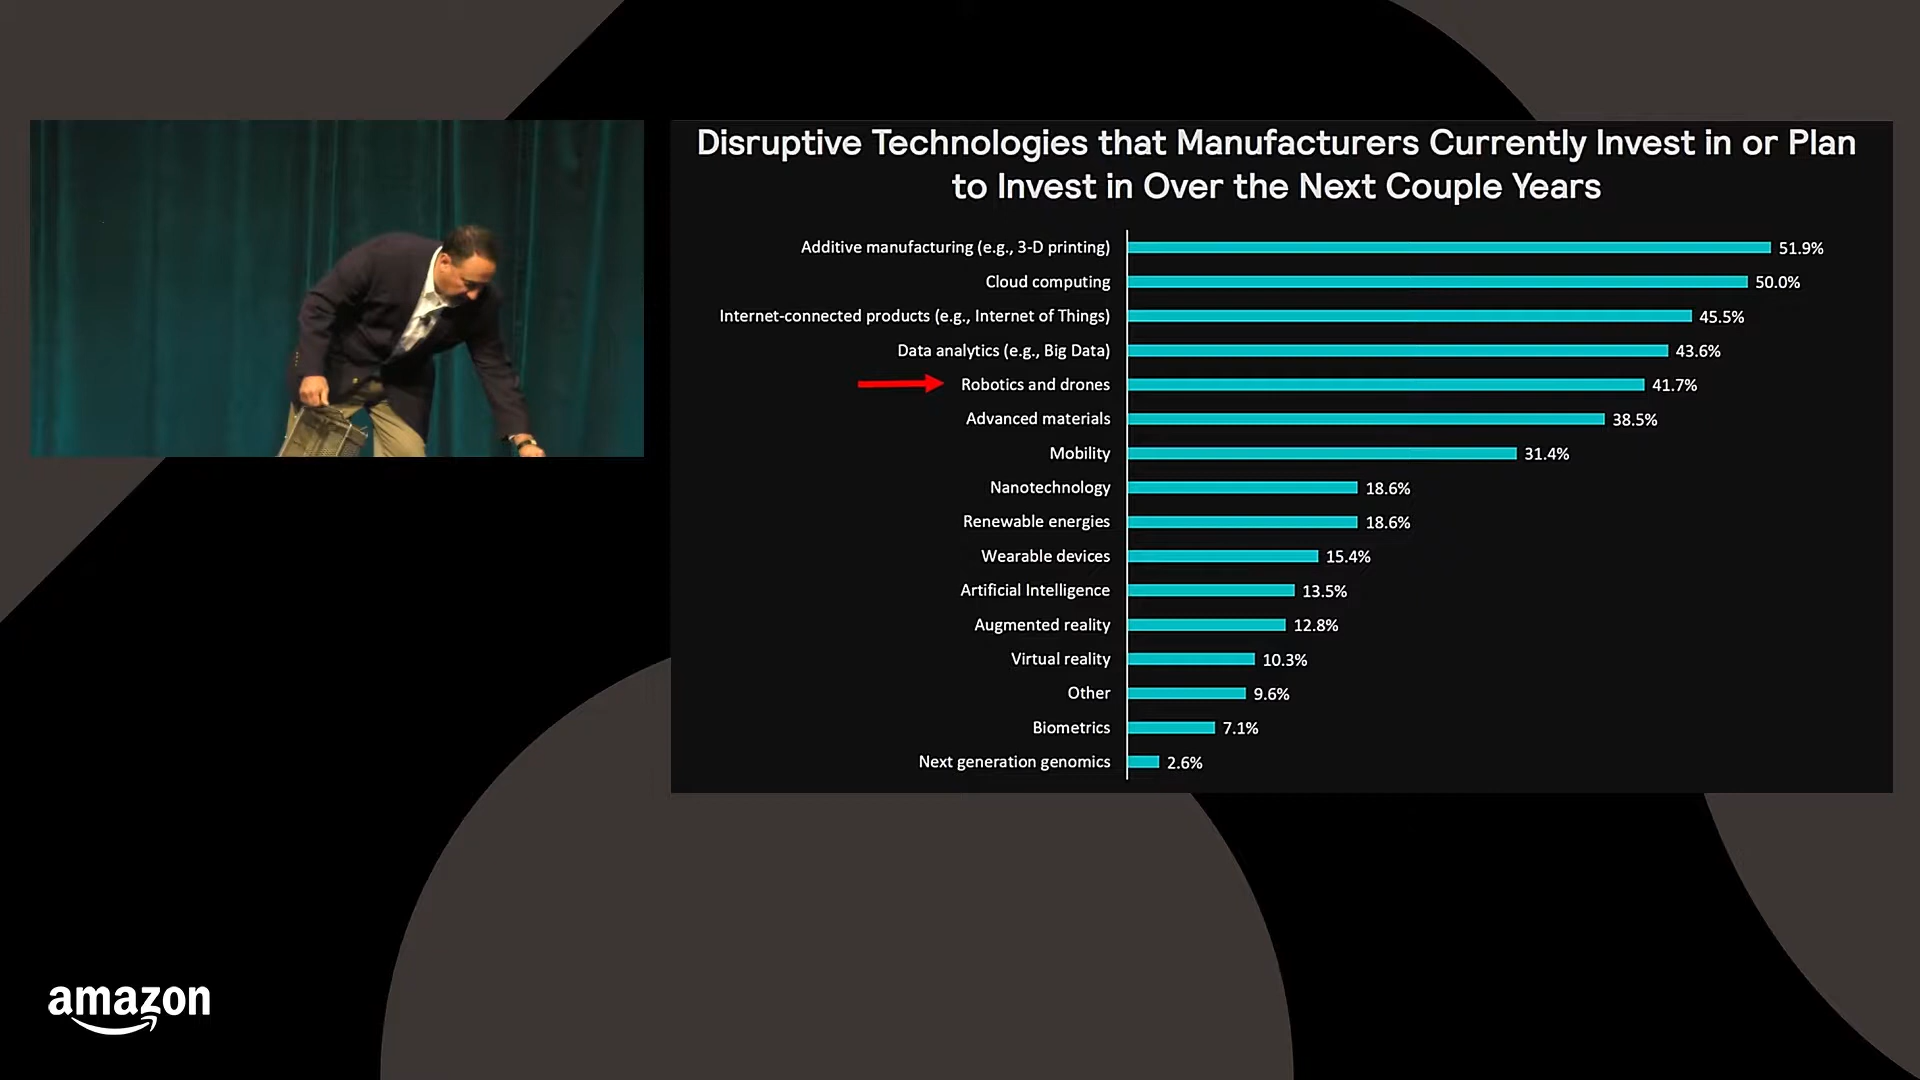 Disruptive Technologies that Manufacturers Currently Invest in or Plan
to Invest in Over the Next Couple Years
Additive manufacturing (e.g., 3-D printing) 51.9%
Cloud computing 50.0%
Internet-connected products (e.g., Internet of Things) 45.5%
Data analytics (e.g., Big Data) 43.6%
Robotics and drones 41.7%
Advanced materials 38.5%
Mobility 31.4%
Nanotechnology 18.6%
Renewable energies 18.6%
Wearable devices 15.4%
Artificial Intelligence 13.5%
Augmented reality 12.8%
Virtual reality 10.3%
Other 9.6%
Biometrics 7.1%
Next generation genomics 2.6%
amazon